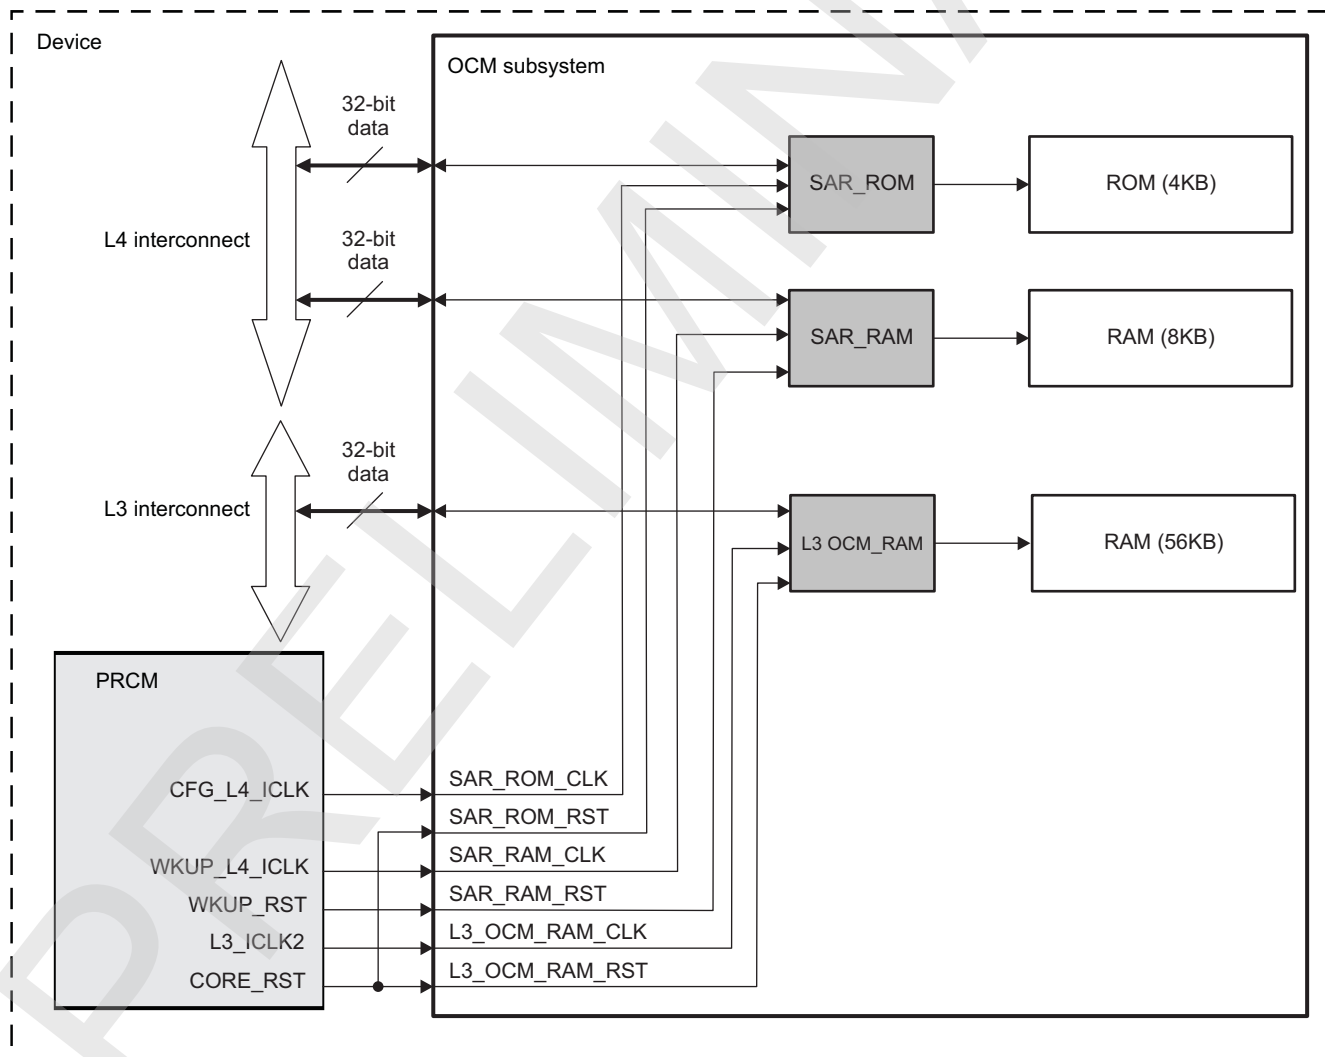 Device
OCM subsystem
32-bit
data
SAR_ROM
ROM (4KB)
L4 interconnect
32-bit
data
SAR_RAM
RAM (8KB)
32-bit
data
L3 interconnect
L3 OCM_RAM
RAM (56KB)
PRCM
CFG_L4_ICLK
SAR_ROM_CLK
SAR_ROM_RST
WKUP_L4_ICLK
SAR_RAM_CLK
WKUP_RST
SAR_RAM_RST
L3_ICLK2
L3_OCM_RAM_CLK
CORE_RST
L3_OCM_RAM_RST
PRELIMIN